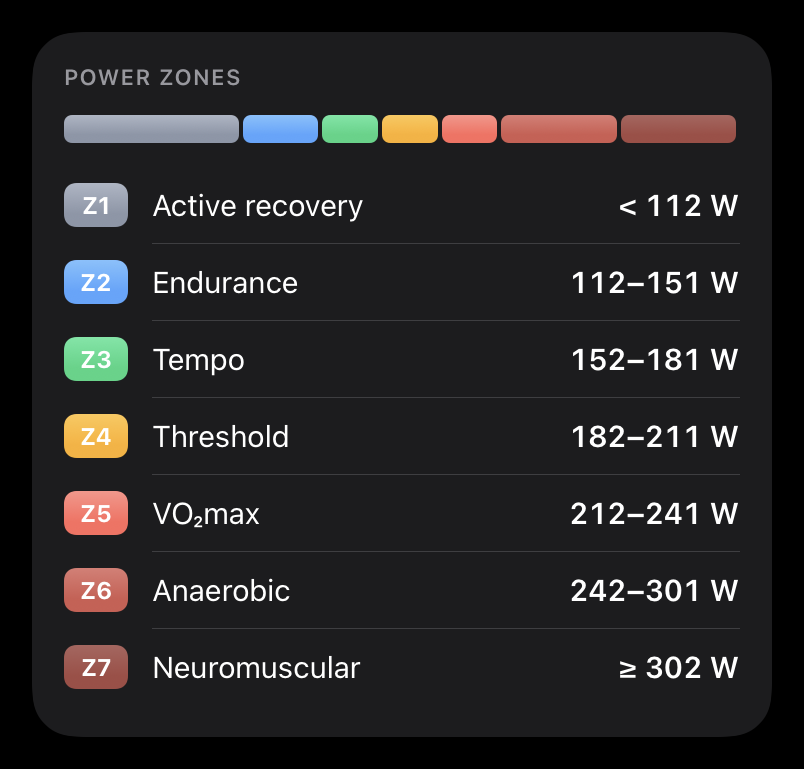 POWER ZONES
Z1 Active recovery < 112 W
Z2 Endurance 112–151 W
Z3 Tempo 152–181 W
Z4 Threshold 182–211 W
Z5 VO₂max 212–241 W
Z6 Anaerobic 242–301 W
Z7 Neuromuscular ≥ 302 W